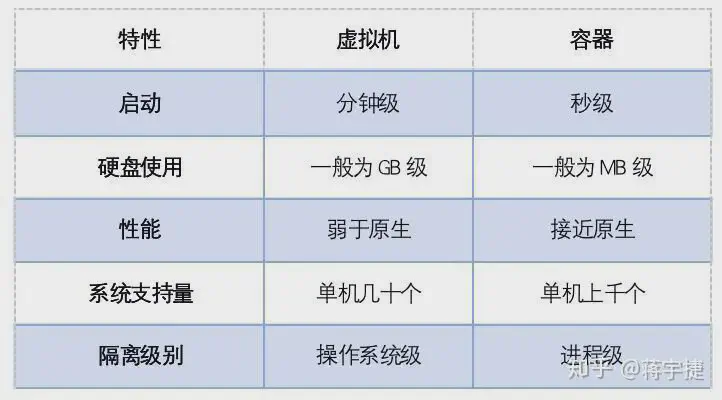 特性 虚拟机 容器
启动 分钟级 秒级
硬盘使用 一般为 GB 级 一般为 MB 级
性能 弱于原生 接近原生
系统支持量 单机几十个 单机上千个
隔离级别 操作系统级 进程级
知乎 @蒋宇捷